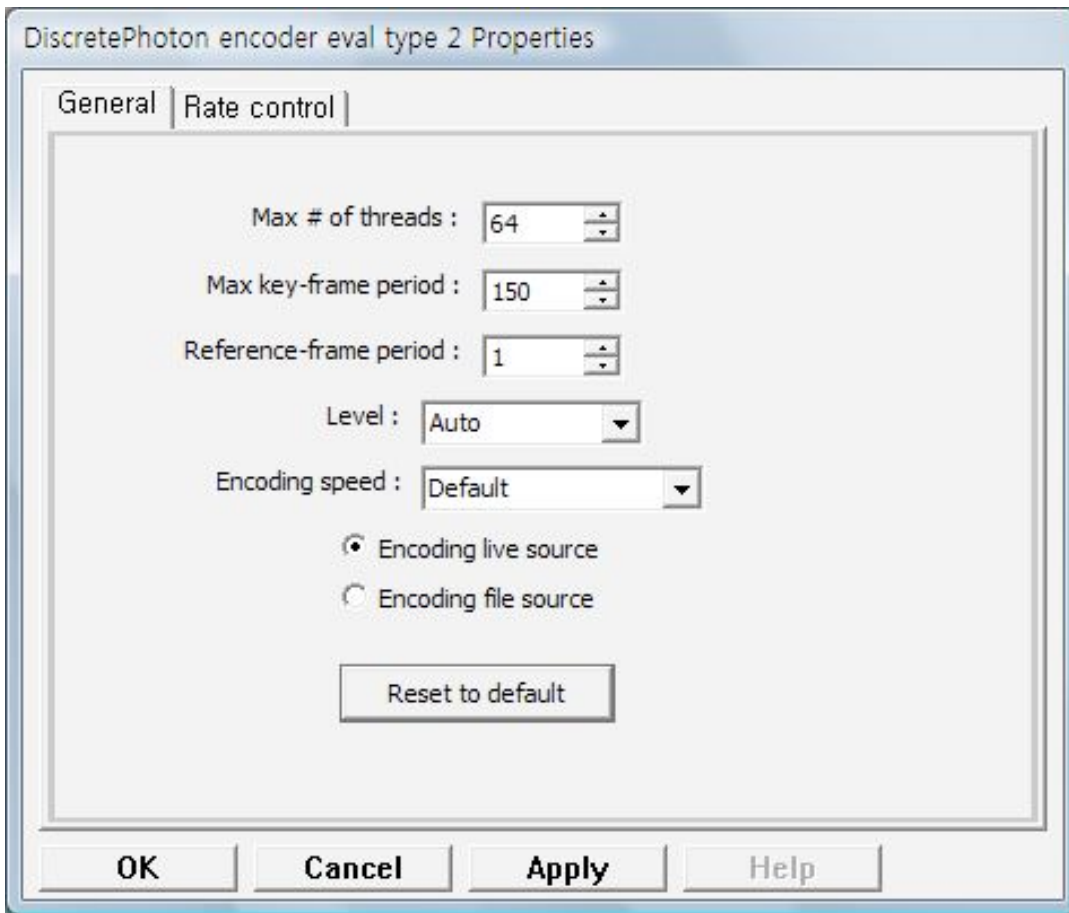 DiscretePhoton encoder eval type 2 Properties
General Rate control
Max # of threads : 64
Max key-frame period : 150
Reference-frame period : 1
Level : Auto
Encoding speed : Default
Encoding live source
Encoding file source
Reset to default
OK Cancel Apply Help